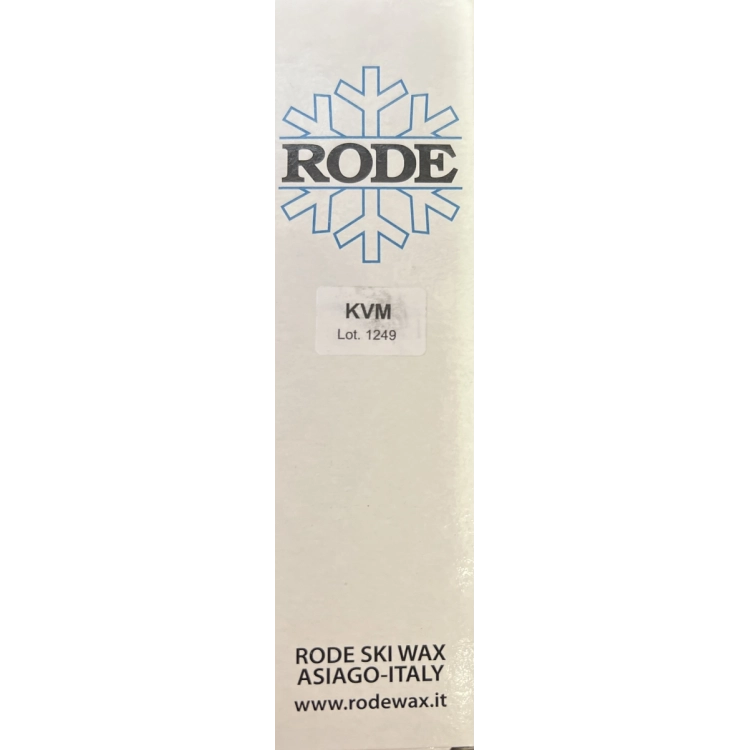 RODE
KVM
Lot. 1249
RODE SKI WAX
ASIAGO-ITALY
www.rodewax.it